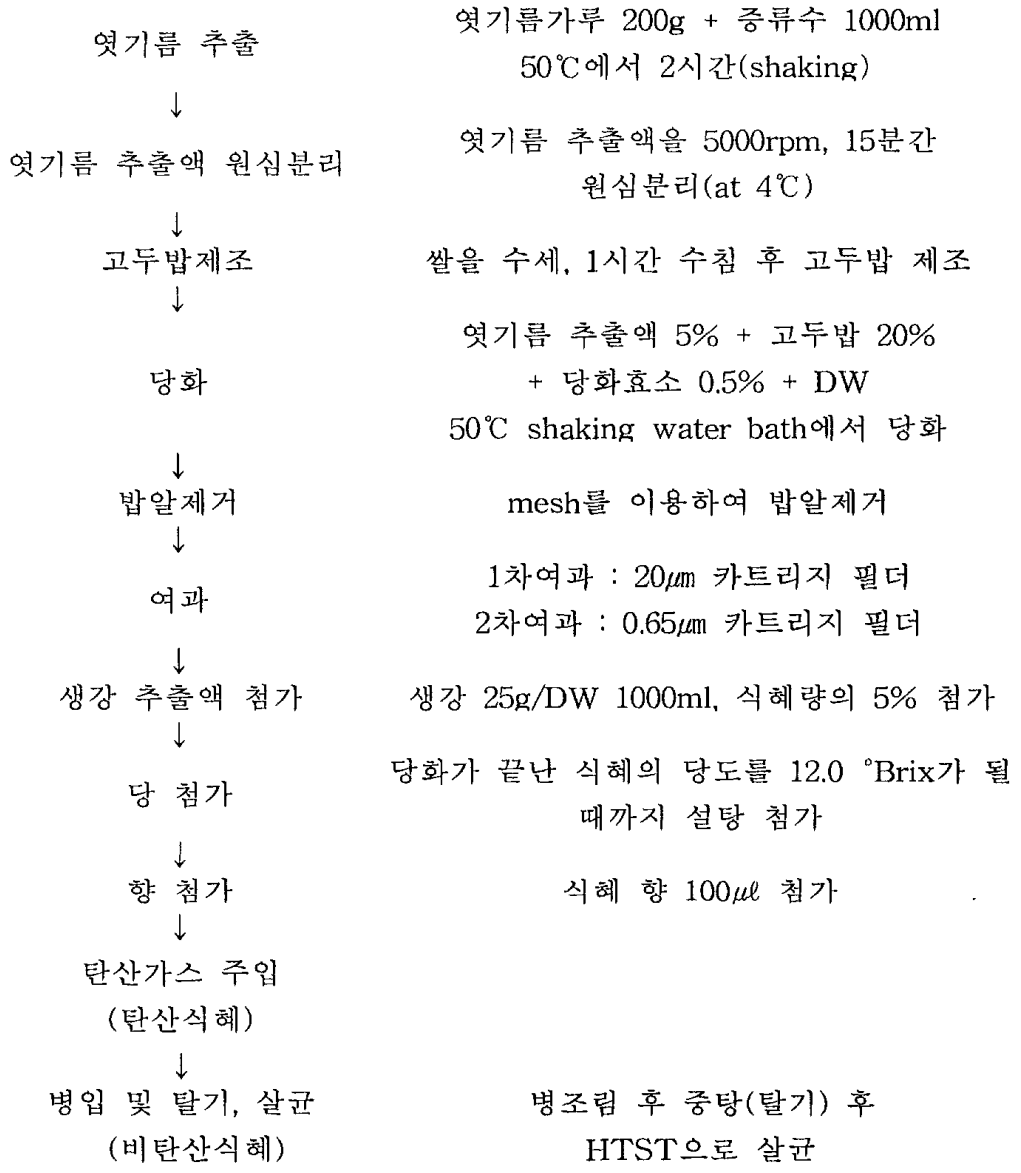 엿기름 추출
엿기름가루 200g + 증류수 1000ml
50℃에서 2시간(shaking)
↓
엿기름 추출액 원심분리
엿기름 추출액을 5000rpm, 15분간
원심분리(at 4℃)
↓
고두밥제조
쌀을 수세, 1시간 수침 후 고두밥 제조
↓
당화
엿기름 추출액 5% + 고두밥 20%
+ 당화효소 0.5% + DW
50℃ shaking water bath에서 당화
↓
밥알제거
mesh를 이용하여 밥알제거
↓
여과
1차여과 : 20㎛ 카트리지 필더
2차여과 : 0.65㎛ 카트리지 필더
↓
생강 추출액 첨가
생강 25g/DW 1000ml, 식혜량의 5% 첨가
↓
당 첨가
당화가 끝난 식혜의 당도를 12.0 °Brix가 될
때까지 설탕 첨가
↓
향 첨가
식혜 향 100㎕ 첨가
↓
탄산가스 주입
(탄산식혜)
↓
병입 및 탈기, 살균
(비탄산식혜)
병조림 후 중탕(탈기) 후
HTST으로 살균